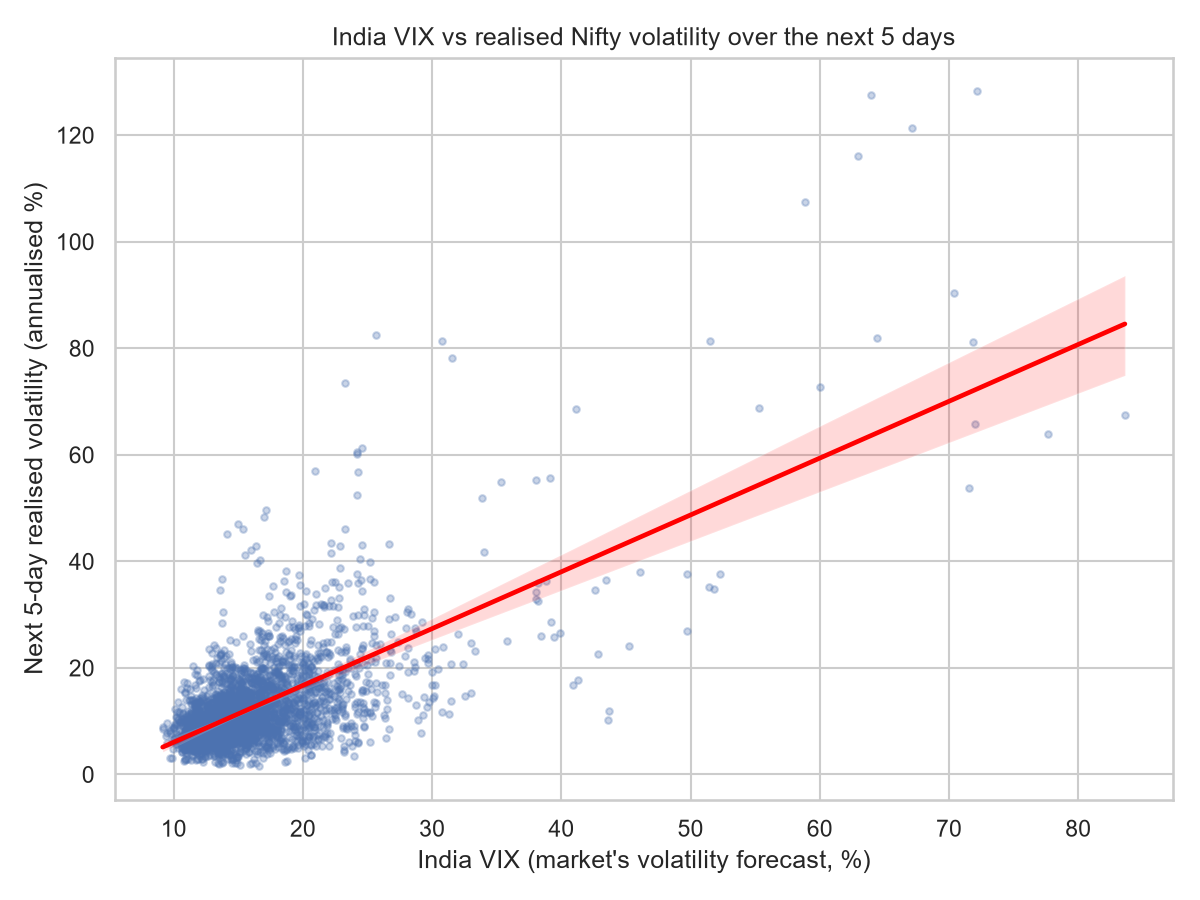 India VIX vs realised Nifty volatility over the next 5 days
Next 5-day realised volatility (annualised %)
120
100
80
60
40
20
0
10 20 30 40 50 60 70 80
India VIX (market's volatility forecast, %)